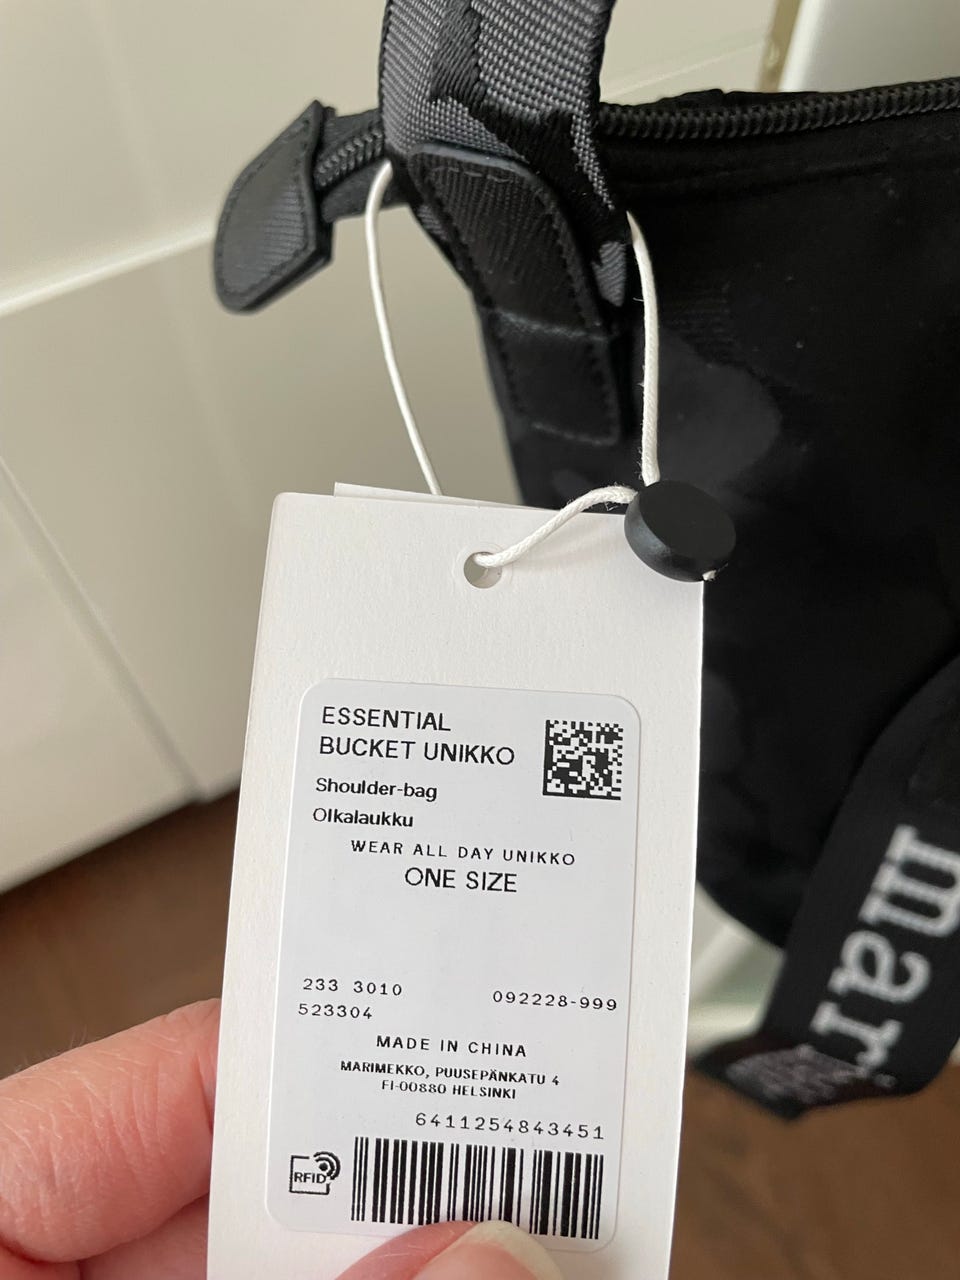 ESSENTIAL
BUCKET UNIKKO
Shoulder-bag
Olkalaukku
WEAR ALL DAY UNIKKO
ONE SIZE
233 3010
092228-999
523304
MADE IN CHINA
MARIMEKKO, PUUSEPÄNKATU 4
FI-00880 HELSINKI
6411254843451
RFID
mari